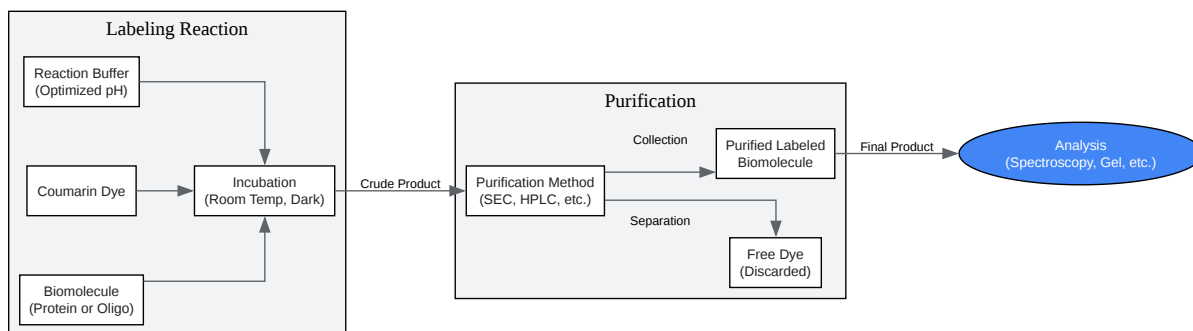 Labeling Reaction
Reaction Buffer
(Optimized pH)
Coumarin Dye
Biomolecule
(Protein or Oligo)
Incubation
(Room Temp, Dark)
Crude Product
Purification
Purification Method
(SEC, HPLC, etc.)
Collection
Separation
Purified Labeled
Biomolecule
Free Dye
(Discarded)
Final Product
Analysis
(Spectroscopy, Gel, etc.)